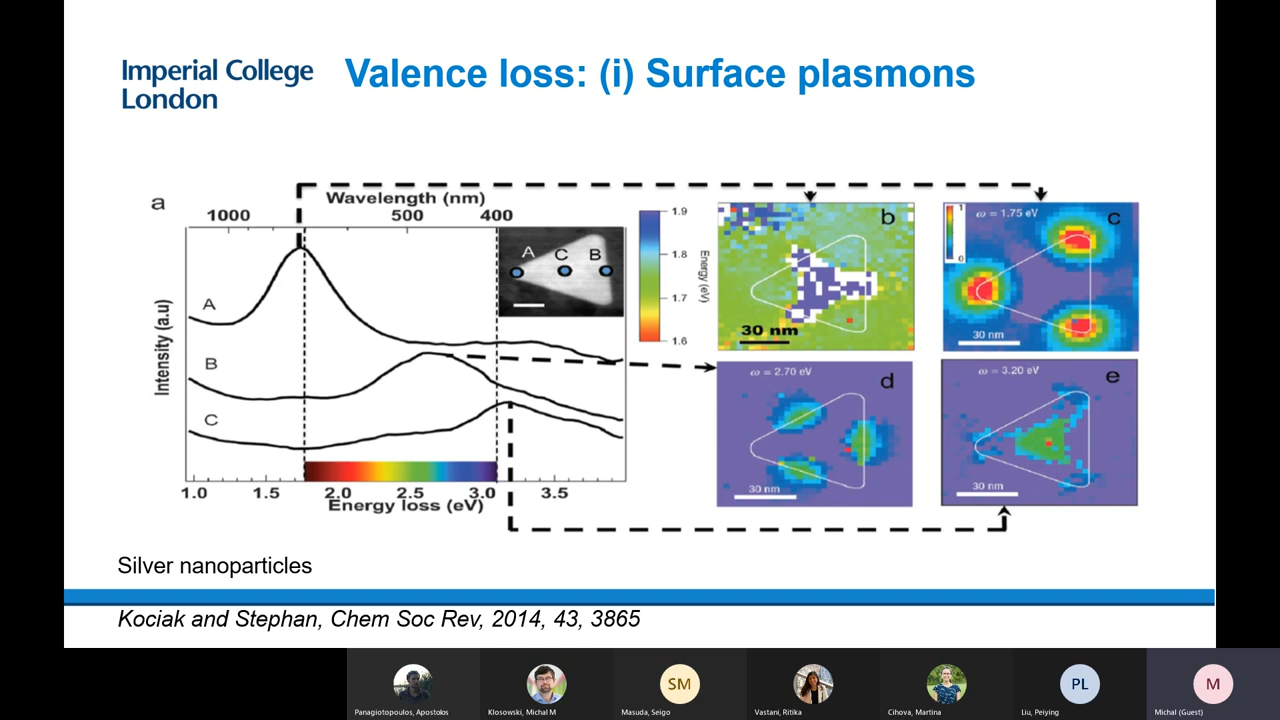 Imperial College
London
Valence loss: (i) Surface plasmons
a
Wavelength (nm)
1000
500
400
A
B
C
A
C
B
Intensity (a.u)
1.0
1.5
2.0
2.5
3.0
3.5
Energy loss (eV)
1.9
1.8
1.7
1.6
Energy (eV)
b
30 nm
1
0
ω = 1.75 eV
c
30 nm
ω = 2.70 eV
d
30 nm
ω = 3.20 eV
e
30 nm
Silver nanoparticles
Kociak and Stephan, Chem Soc Rev, 2014, 43, 3865
SM
PL
M
Panagiotopoulos, Apostolos
Klosowski, Michal M
Masuda, Seigo
Vastani, Ritika
Cihova, Martina
Liu, Peiying
Michal (Guest)